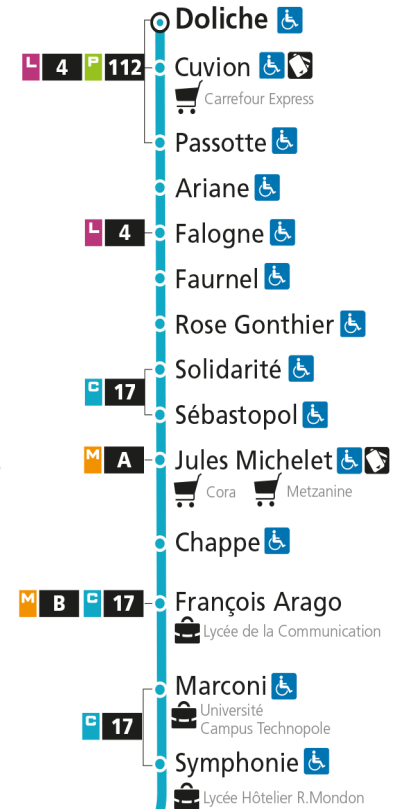 Doliche
L 4 P 112 Cuvion
Carrefour Express
Passotte
Ariane
L 4 Falogne
Faurnel
Rose Gonthier
Solidarité
C 17
Sébastopol
M A Jules Michelet
Cora Metzanine
Chappe
M B C 17 François Arago
Lycée de la Communication
Marconi
Université
C 17 Campus Technopole
Symphonie
Lycée Hôtelier R.Mondon